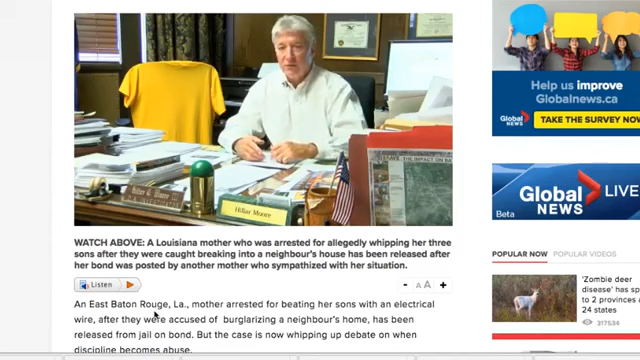 Hillar Moore
WATCH ABOVE: A Louisiana mother who was arrested for allegedly whipping her three
sons after they were caught breaking into a neighbour's house has been released after
her bond was posted by another mother who sympathized with her situation.
Listen
- A A +
An East Baton Rouge, La., mother arrested for beating her sons with an electrical
wire, after they were accused of burglarizing a neighbour's home, has been
released from jail on bond. But the case is now whipping up debate on when
discipline becomes abuse.
Help us improve
Globalnews.ca
Global
NEWS
TAKE THE SURVEY NOW
Global
NEWS
LIVE
Beta
POPULAR NOW
POPULAR VIDEOS
'Zombie deer
disease' has sp
to 2 provinces a
24 states
317534